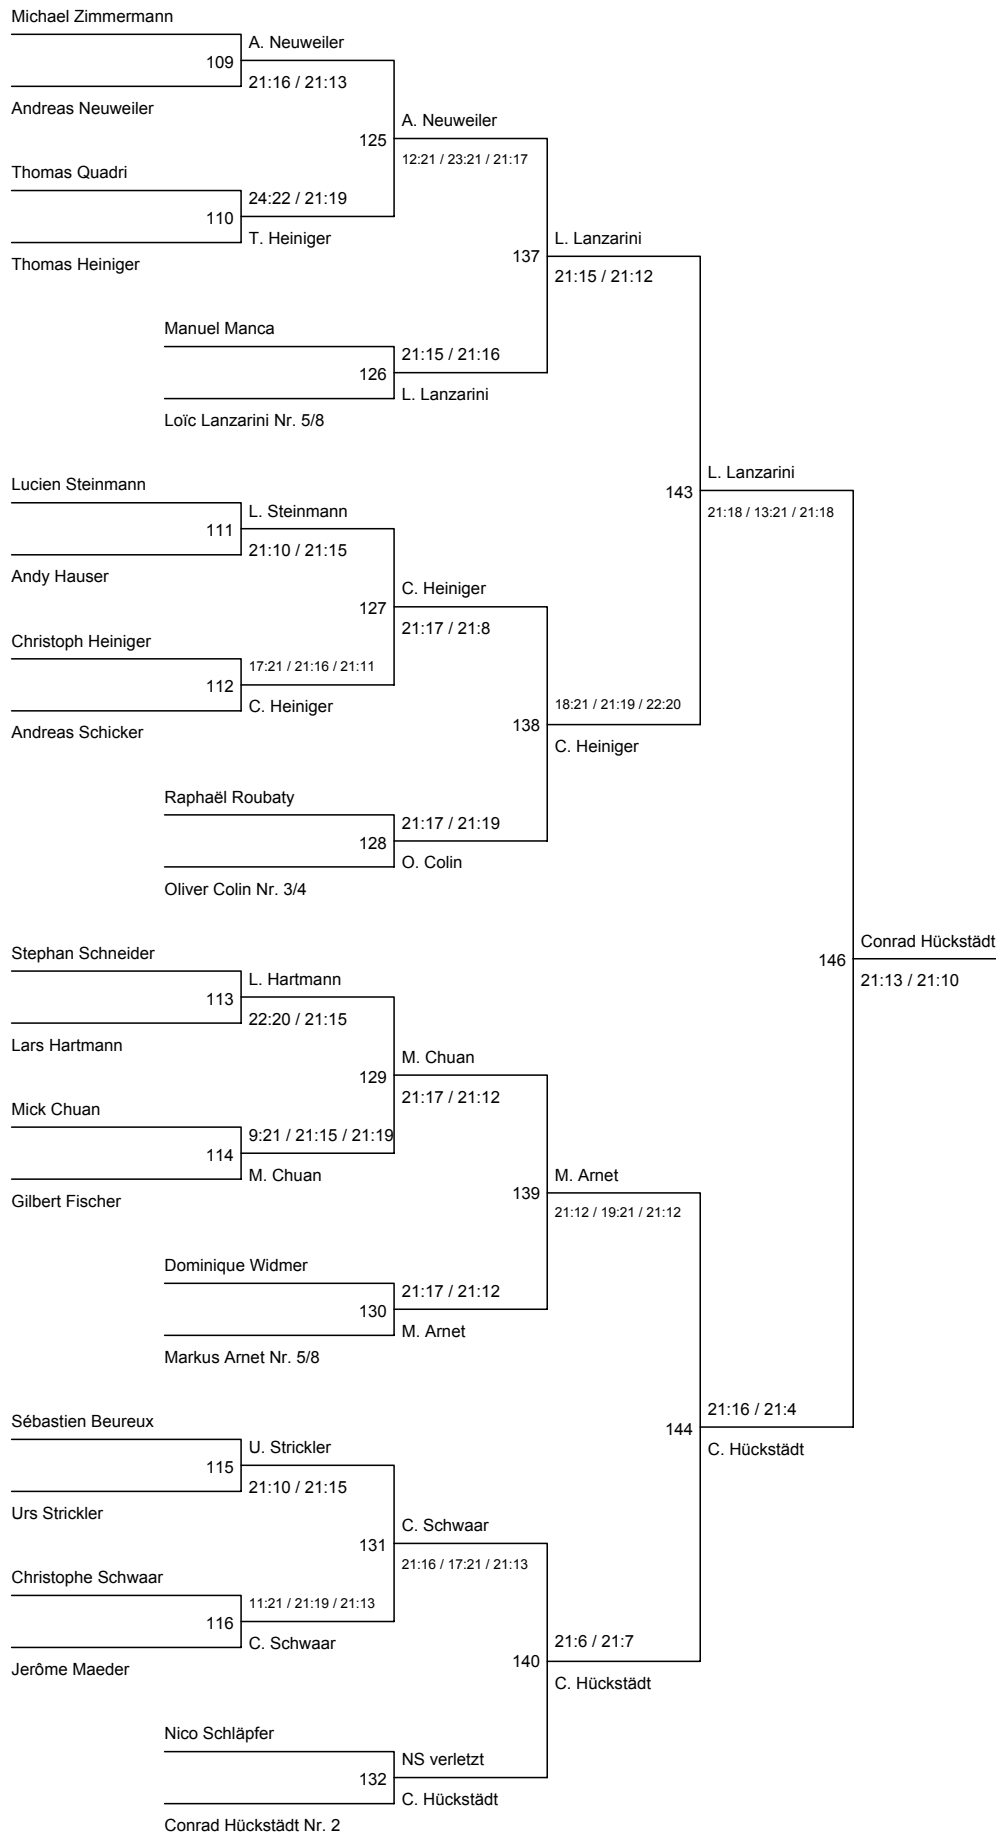 Michael Zimmermann
A. Neuweiler
109
21:16 / 21:13
Andreas Neuweiler
A. Neuweiler
125
12:21 / 23:21 / 21:17
Thomas Quadri
24:22 / 21:19
110
T. Heiniger
Thomas Heiniger
L. Lanzarini
137
21:15 / 21:12
Manuel Manca
21:15 / 21:16
126
L. Lanzarini
Loïc Lanzarini Nr. 5/8
L. Lanzarini
143
21:18 / 13:21 / 21:18
Lucien Steinmann
L. Steinmann
111
21:10 / 21:15
Andy Hauser
C. Heiniger
127
21:17 / 21:8
Christoph Heiniger
17:21 / 21:16 / 21:11
112
C. Heiniger
Andreas Schicker
18:21 / 21:19 / 22:20
138
C. Heiniger
Raphaël Roubaty
21:17 / 21:19
128
O. Colin
Oliver Colin Nr. 3/4
Conrad Hückstädt
146
21:13 / 21:10
Stephan Schneider
L. Hartmann
113
22:20 / 21:15
Lars Hartmann
M. Chuan
129
21:17 / 21:12
Mick Chuan
9:21 / 21:15 / 21:19
114
M. Chuan
Gilbert Fischer
M. Arnet
139
21:12 / 19:21 / 21:12
Dominique Widmer
21:17 / 21:12
130
M. Arnet
Markus Arnet Nr. 5/8
21:16 / 21:4
144
C. Hückstädt
Sébastien Beureux
U. Strickler
115
21:10 / 21:15
Urs Strickler
C. Schwaar
131
21:16 / 17:21 / 21:13
Christophe Schwaar
11:21 / 21:19 / 21:13
116
C. Schwaar
Jerôme Maeder
21:6 / 21:7
140
C. Hückstädt
Nico Schläpfer
NS verletzt
132
C. Hückstädt
Conrad Hückstädt Nr. 2